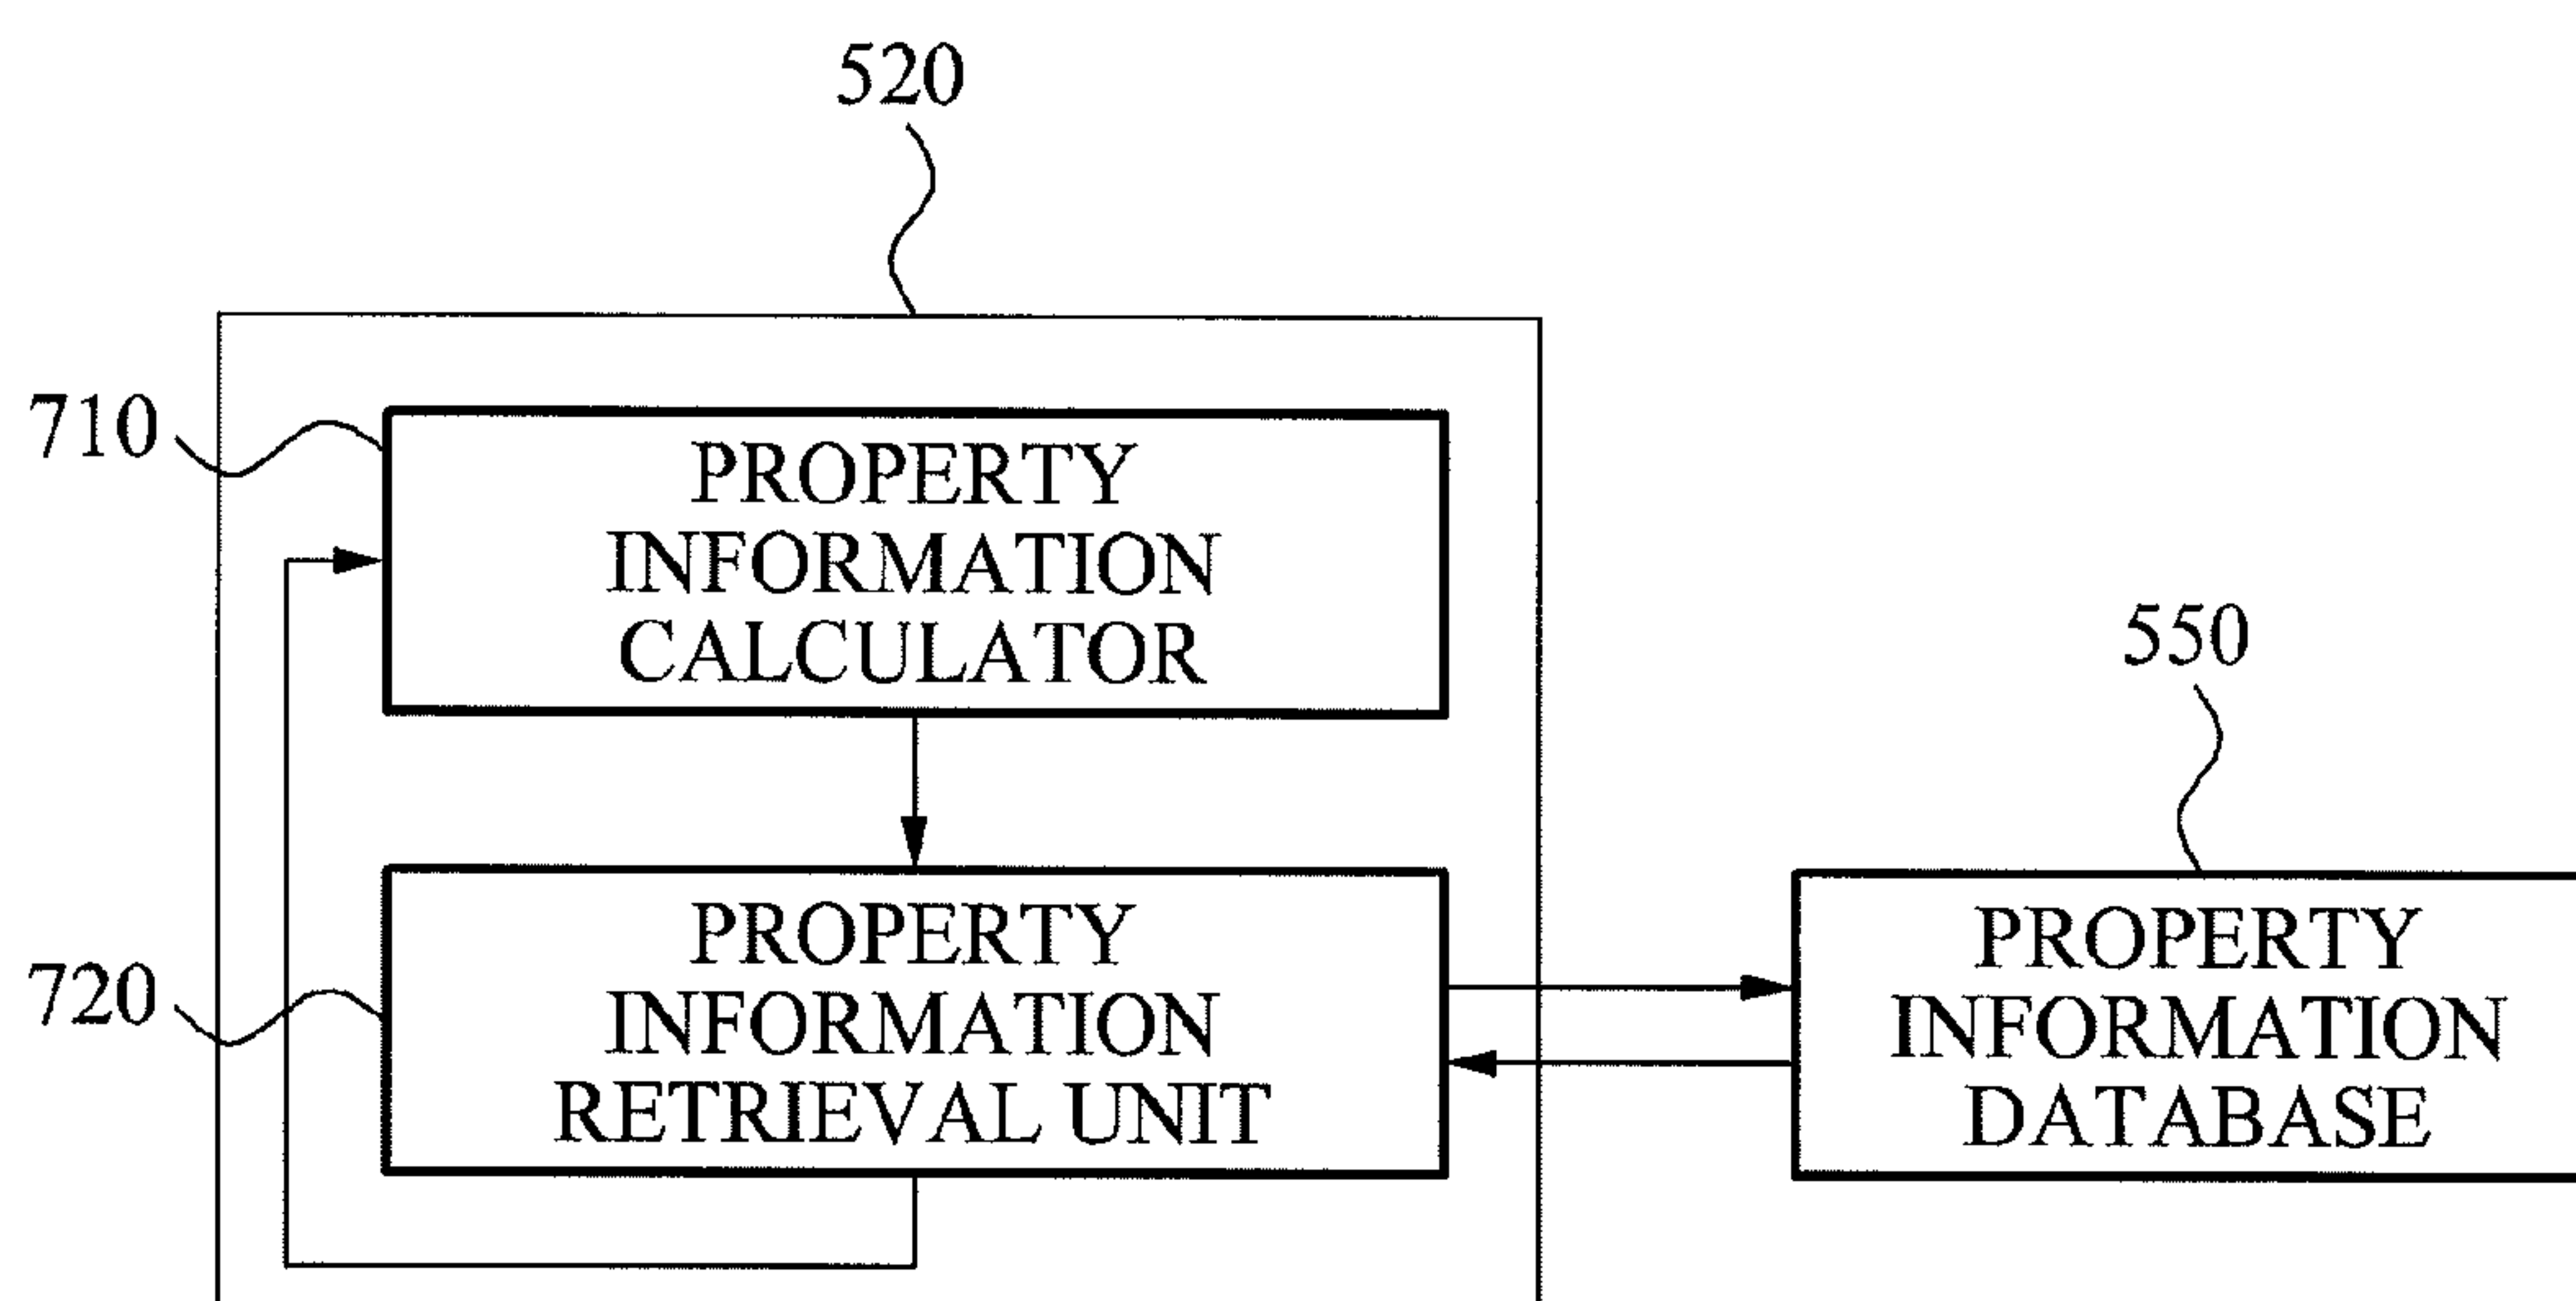 520
710
PROPERTY
INFORMATION
CALCULATOR
550
720
PROPERTY
INFORMATION
RETRIEVAL UNIT
PROPERTY
INFORMATION
DATABASE